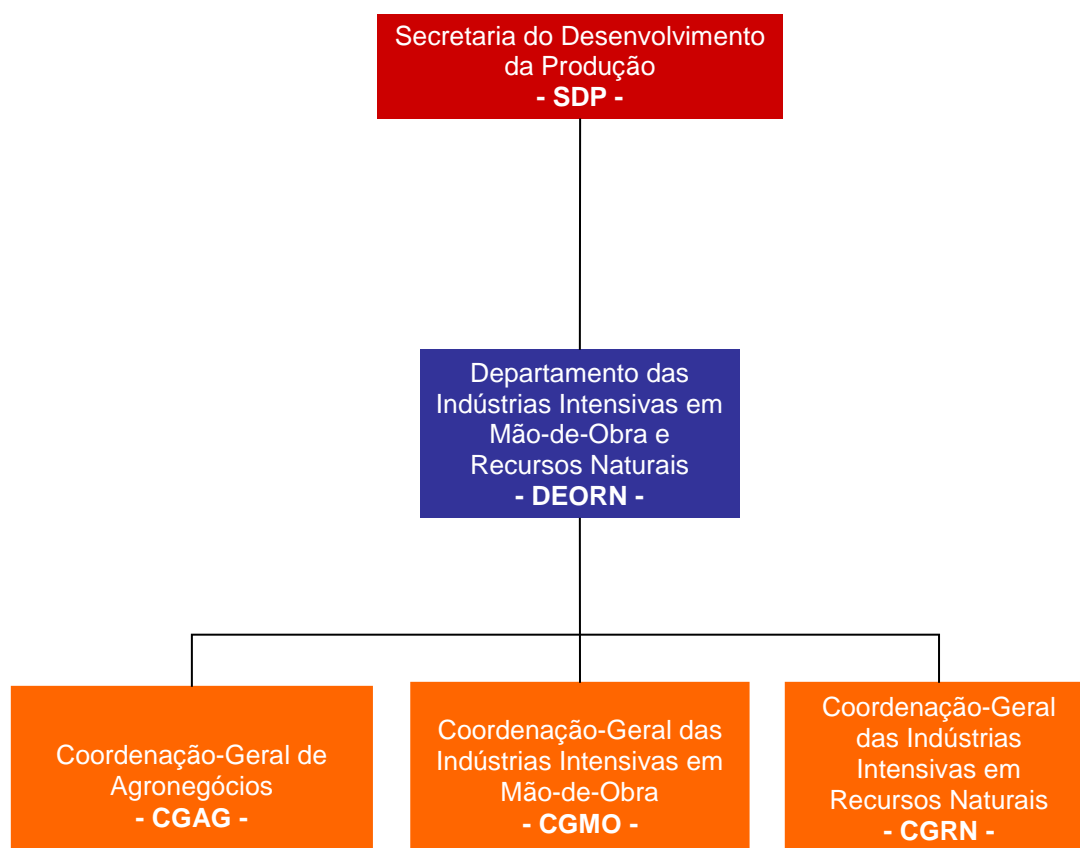 Secretaria do Desenvolvimento
da Produção
- SDP -
Departamento das
Indústrias Intensivas em
Mão-de-Obra e
Recursos Naturais
- DEORN -
Coordenação-Geral de
Agronegócios
- CGAG -
Coordenação-Geral das
Indústrias Intensivas em
Mão-de-Obra
- CGMO -
Coordenação-Geral
das Indústrias
Intensivas em
Recursos Naturais
- CGRN -